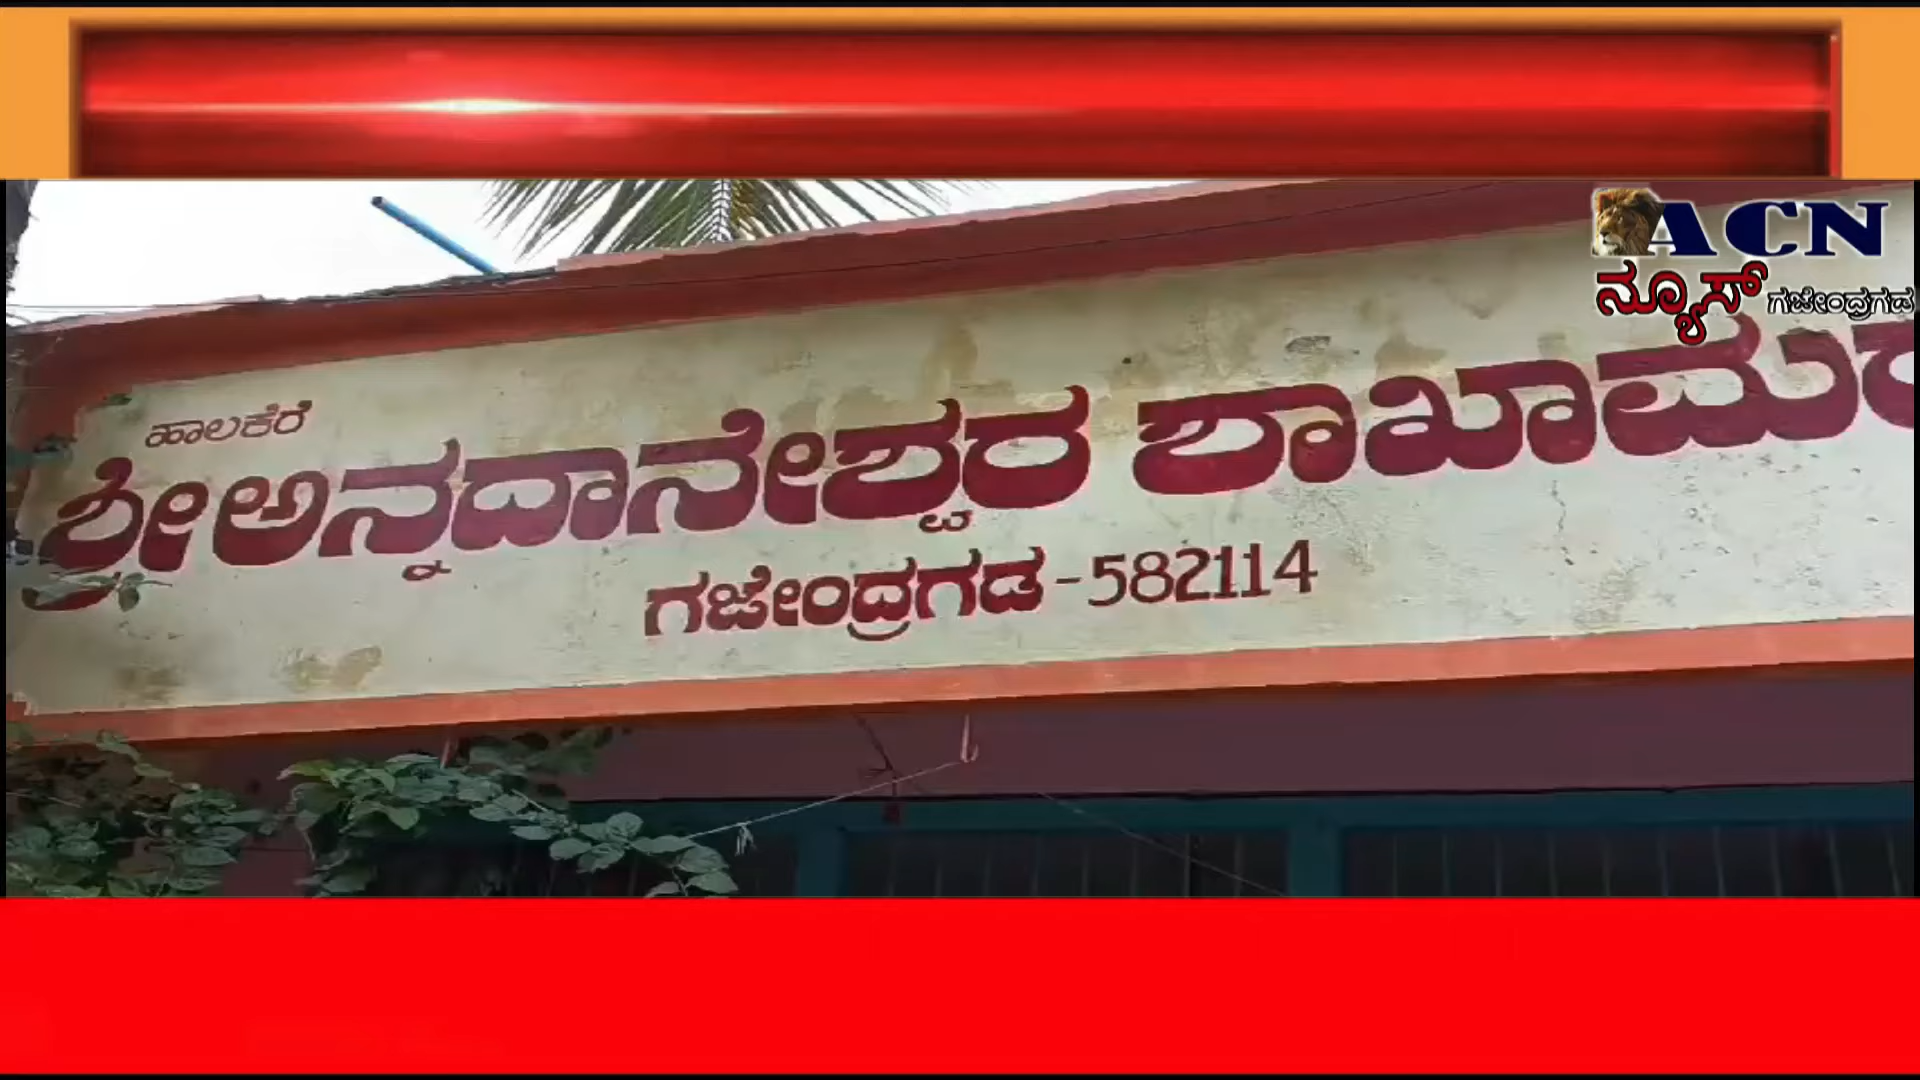 ACN
ನ್ಯೂಸ್ ಗಜೇಂದ್ರಗಡ
ಹಾಲಕೆರೆ
ಶ್ರೀ ಅನ್ನದಾನೇಶ್ವರ
ಗಜೇಂದ್ರಗಡ - 582114